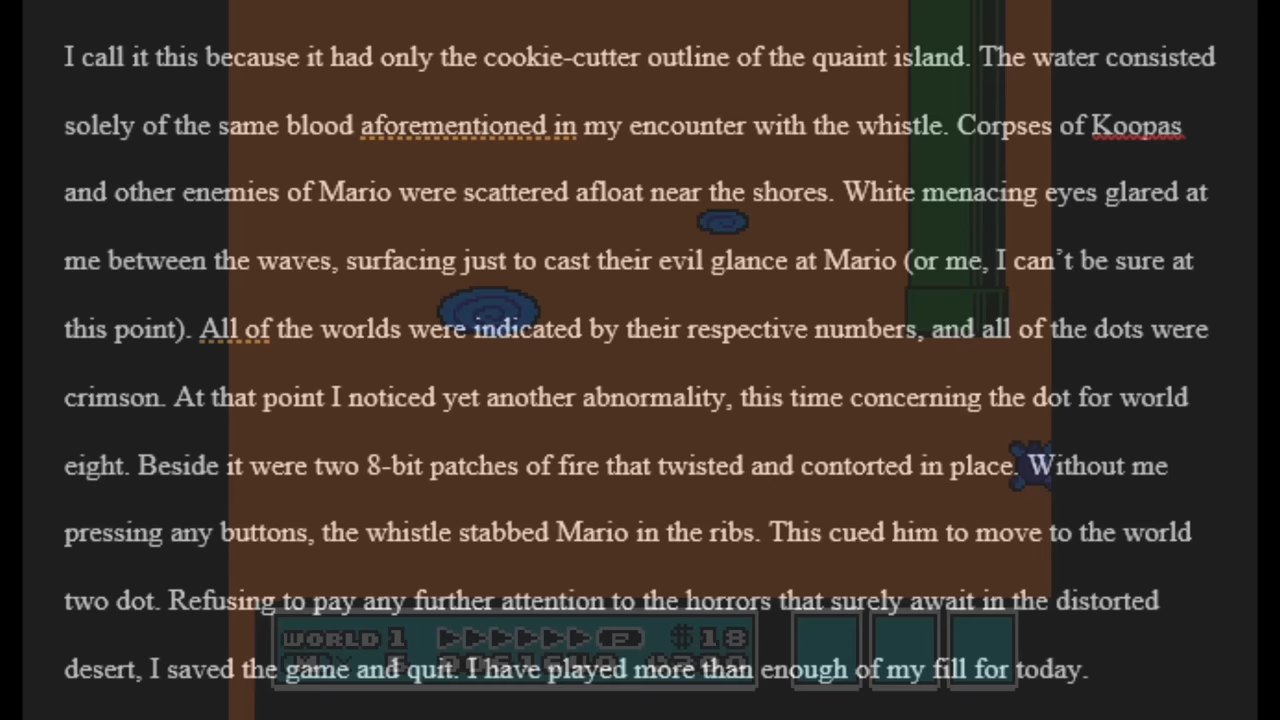 I call it this because it had only the cookie-cutter outline of the quaint island. The water consisted
solely of the same blood aforementioned in my encounter with the whistle. Corpses of Koopas
and other enemies of Mario were scattered afloat near the shores. White menacing eyes glared at
me between the waves, surfacing just to cast their evil glance at Mario (or me, I can’t be sure at
this point). All of the worlds were indicated by their respective numbers, and all of the dots were
crimson. At that point I noticed yet another abnormality, this time concerning the dot for world
eight. Beside it were two 8-bit patches of fire that twisted and contorted in place. Without me
pressing any buttons, the whistle stabbed Mario in the ribs. This cued him to move to the world
two dot. Refusing to pay any further attention to the horrors that surely await in the distorted
WORLD 1 P $18
desert, I saved the game and quit. I have played more than enough of my fill for today.